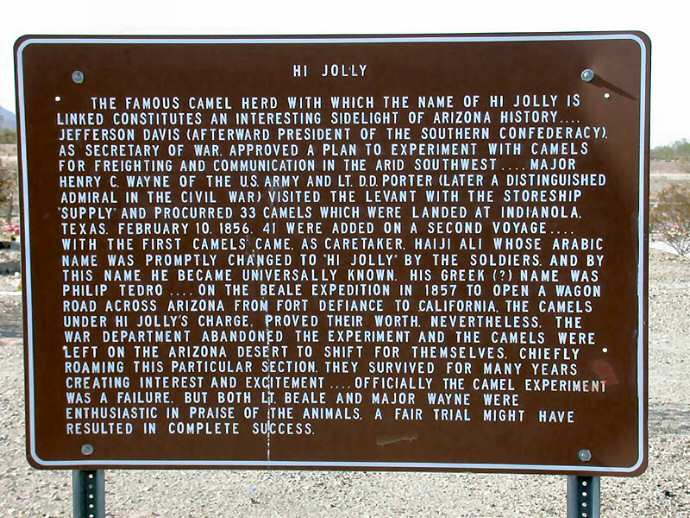 HI JOLLY
THE FAMOUS CAMEL HERD WITH WHICH THE NAME OF HI JOLLY IS
LINKED CONSTITUTES AN INTERESTING SIDELIGHT OF ARIZONA HISTORY....
JEFFERSON DAVIS (AFTERWARD PRESIDENT OF THE SOUTHERN CONFEDERACY),
AS SECRETARY OF WAR, APPROVED A PLAN TO EXPERIMENT WITH CAMELS
FOR FREIGHTING AND COMMUNICATION IN THE ARID SOUTHWEST .... MAJOR
HENRY C. WAYNE OF THE U.S. ARMY AND LT. D.D. PORTER (LATER A DISTINGUISHED
ADMIRAL IN THE CIVIL WAR) VISITED THE LEVANT WITH THE STORESHIP
"SUPPLY" AND PROCURRED 33 CAMELS WHICH WERE LANDED AT INDIANOLA,
TEXAS, FEBRUARY 10, 1856. 41 WERE ADDED ON A SECOND VOYAGE....
WITH THE FIRST CAMELS CAME, AS CARETAKER, HAIJI ALI WHOSE ARABIC
NAME WAS PROMPTLY CHANGED TO "HI JOLLY" BY THE SOLDIERS, AND BY
THIS NAME HE BECAME UNIVERSALLY KNOWN. HIS GREEK (?) NAME WAS
PHILIP TEDRO .... ON THE BEALE EXPEDITION IN 1857 TO OPEN A WAGON
ROAD ACROSS ARIZONA FROM FORT DEFIANCE TO CALIFORNIA, THE CAMELS
UNDER HI JOLLY'S CHARGE, PROVED THEIR WORTH. NEVERTHELESS, THE
WAR DEPARTMENT ABANDONED THE EXPERIMENT AND THE CAMELS WERE
LEFT ON THE ARIZONA DESERT TO SHIFT FOR THEMSELVES. CHIEFLY
ROAMING THIS PARTICULAR SECTION, THEY SURVIVED FOR MANY YEARS
CREATING INTEREST AND EXCITEMENT .... OFFICIALLY THE CAMEL EXPERIMENT
WAS A FAILURE, BUT BOTH LT. BEALE AND MAJOR WAYNE WERE
ENTHUSIASTIC IN PRAISE OF THE ANIMALS. A FAIR TRIAL MIGHT HAVE
RESULTED IN COMPLETE SUCCESS.